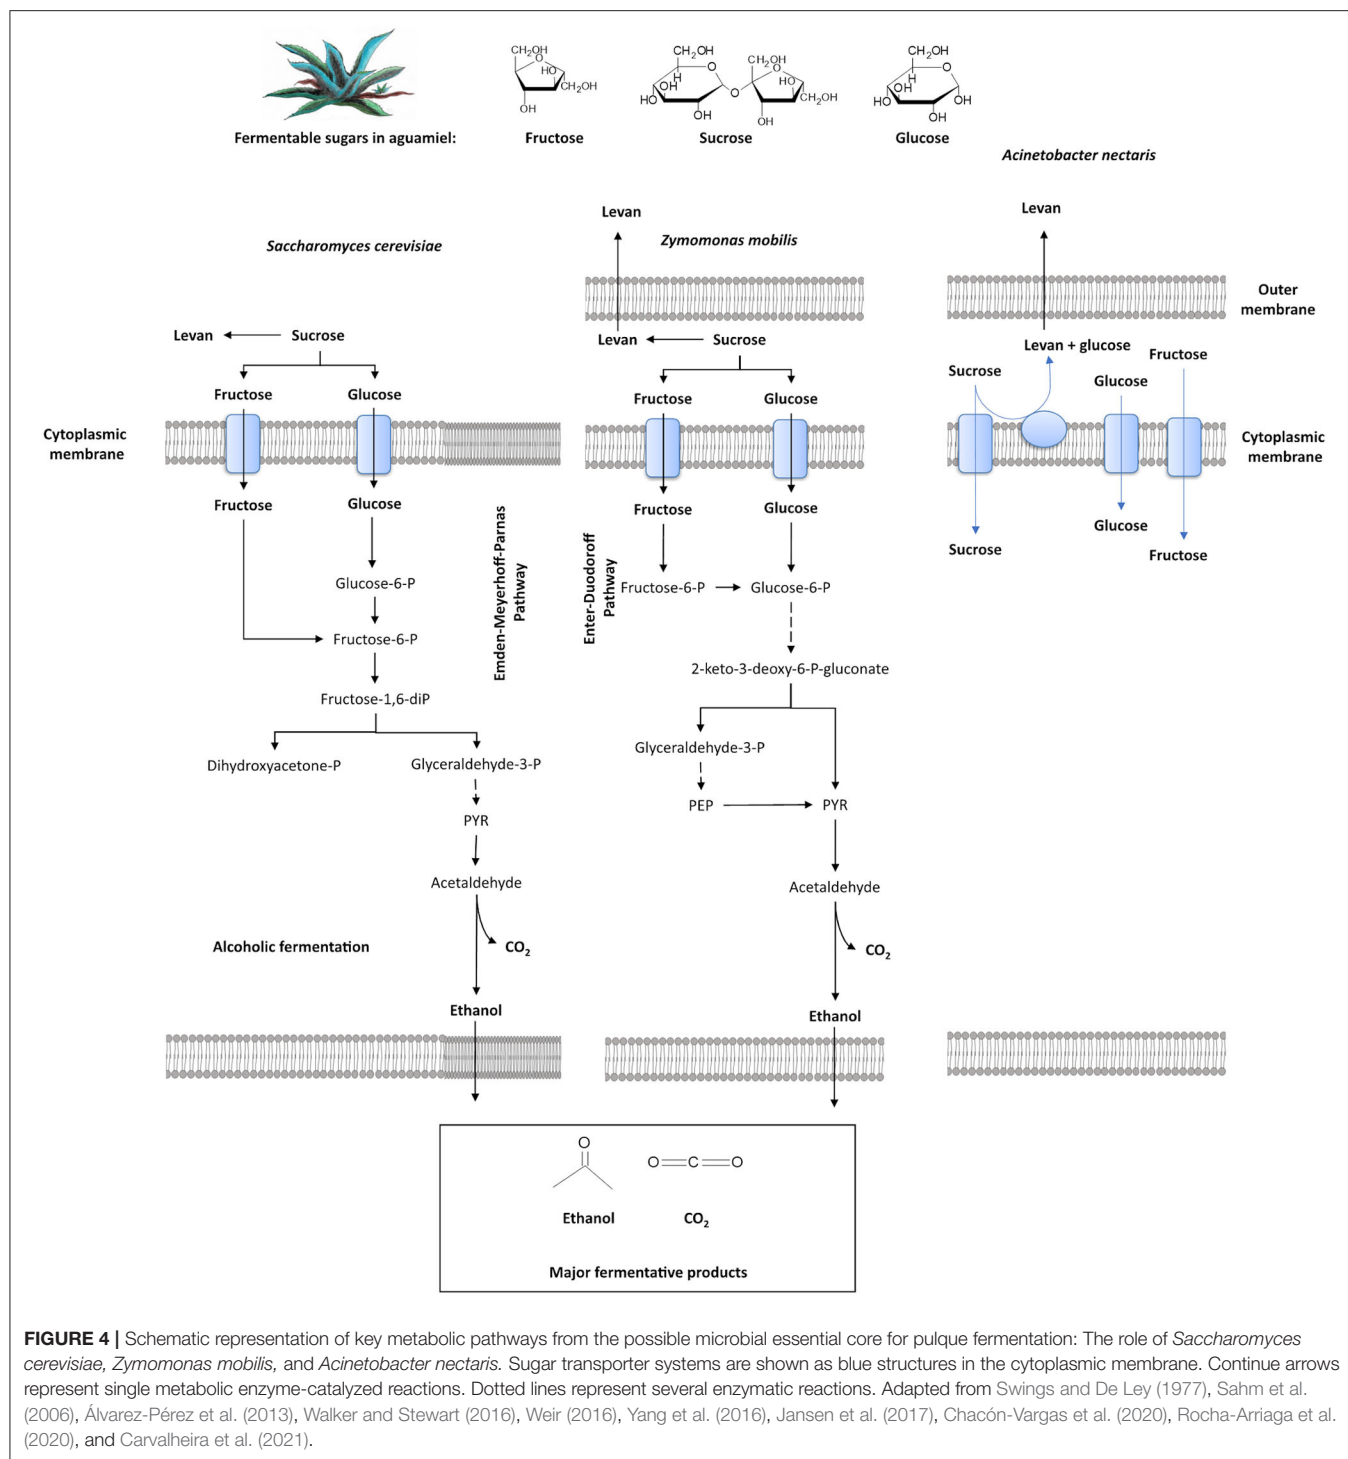 CH2OH
HO
CH2OH
OH
CH2OH
O
H
HO
OH
O
CH2OH
O
HO
CH2OH
OH
CH2OH
O
H
HO
OH
OH
Fermentable sugars in aguamiel:
Fructose
Sucrose
Glucose
Acinetobacter nectaris
Levan
Levan
Saccharomyces cerevisiae
Zymomonas mobilis
Outer
membrane
Levan
Sucrose
Levan
Sucrose
Levan + glucose
Fructose
Sucrose
Glucose
Fructose
Glucose
Fructose
Glucose
Cytoplasmic
membrane
Cytoplasmic
membrane
Fructose
Glucose
Fructose
Glucose
Glucose
Sucrose
Fructose
Emden-Meyerhoff-Parnas
Pathway
Enter-Duodoroff
Pathway
Glucose-6-P
Fructose-6-P
Glucose-6-P
Fructose-6-P
2-keto-3-deoxy-6-P-gluconate
Fructose-1,6-diP
Dihydroxyacetone-P
Glyceraldehyde-3-P
Glyceraldehyde-3-P
PYR
PEP
PYR
Acetaldehyde
Acetaldehyde
Alcoholic fermentation
CO2
CO2
Ethanol
Ethanol
O
O
C
O
Ethanol
CO2
Major fermentative products
FIGURE 4 | Schematic representation of key metabolic pathways from the possible microbial essential core for pulque fermentation: The role of Saccharomyces
cerevisiae, Zymomonas mobilis, and Acinetobacter nectaris. Sugar transporter systems are shown as blue structures in the cytoplasmic membrane. Continue arrows
represent single metabolic enzyme-catalyzed reactions. Dotted lines represent several enzymatic reactions. Adapted from Swings and De Ley (1977), Sahm et al.
(2006), Álvarez-Pérez et al. (2013), Walker and Stewart (2016), Weir (2016), Yang et al. (2016), Jansen et al. (2017), Chacón-Vargas et al. (2020), Rocha-Arriaga et al.
(2020), and Carvalheira et al. (2021).